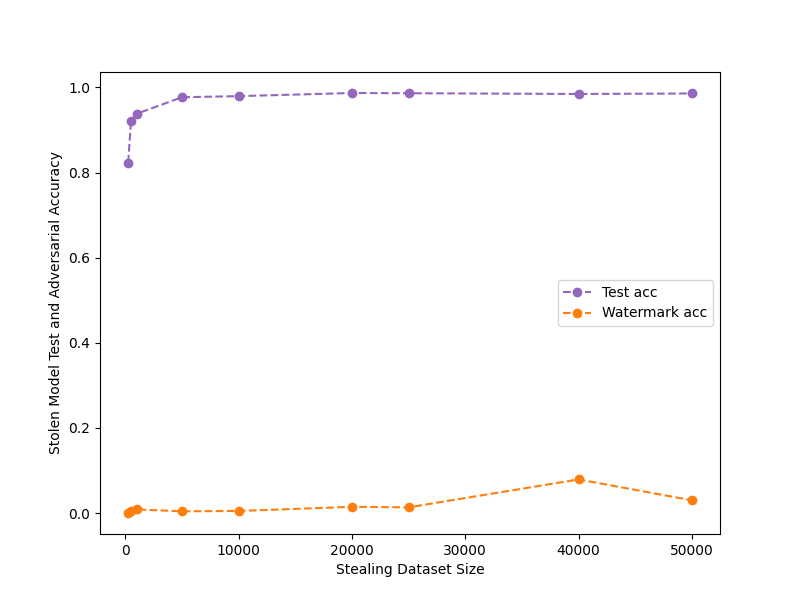 1.0
0.8
0.6
0.4
0.2
0.0
Stolen Model Test and Adversarial Accuracy
Test acc
Watermark acc
0 10000 20000 30000 40000 50000
Stealing Dataset Size